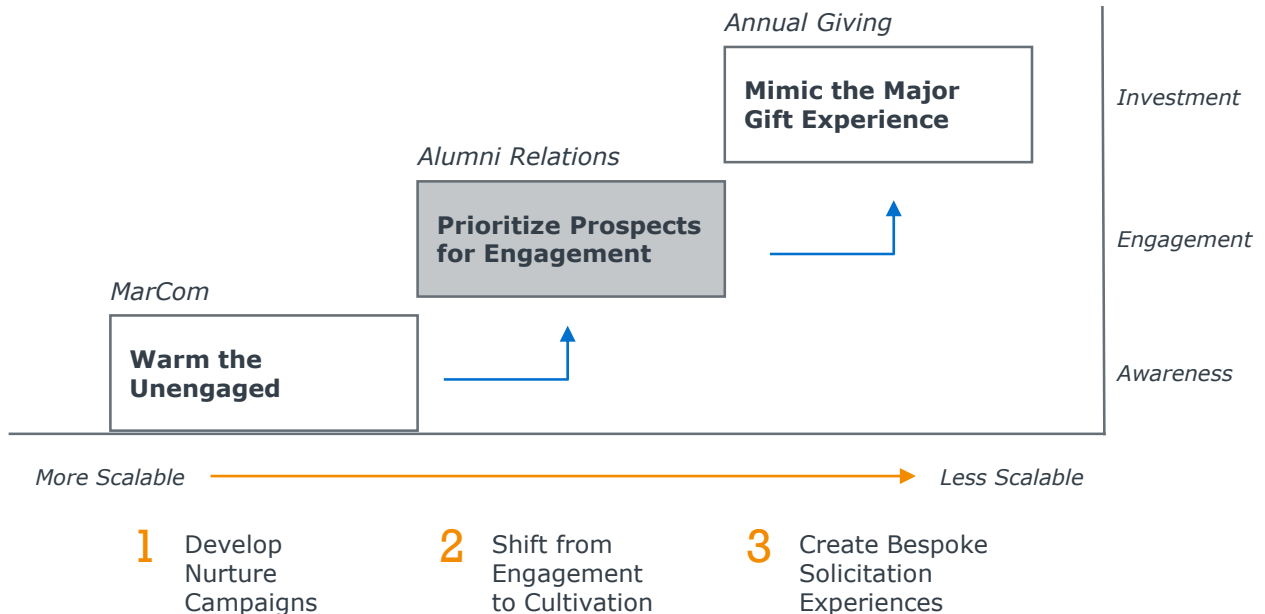 Annual Giving
Mimic the Major
Gift Experience
Investment
Alumni Relations
Prioritize Prospects
for Engagement
Engagement
MarCom
Warm the
Unengaged
Awareness
More Scalable
Less Scalable
1 Develop
Nurture
Campaigns
2 Shift from
Engagement
to Cultivation
3 Create Bespoke
Solicitation
Experiences